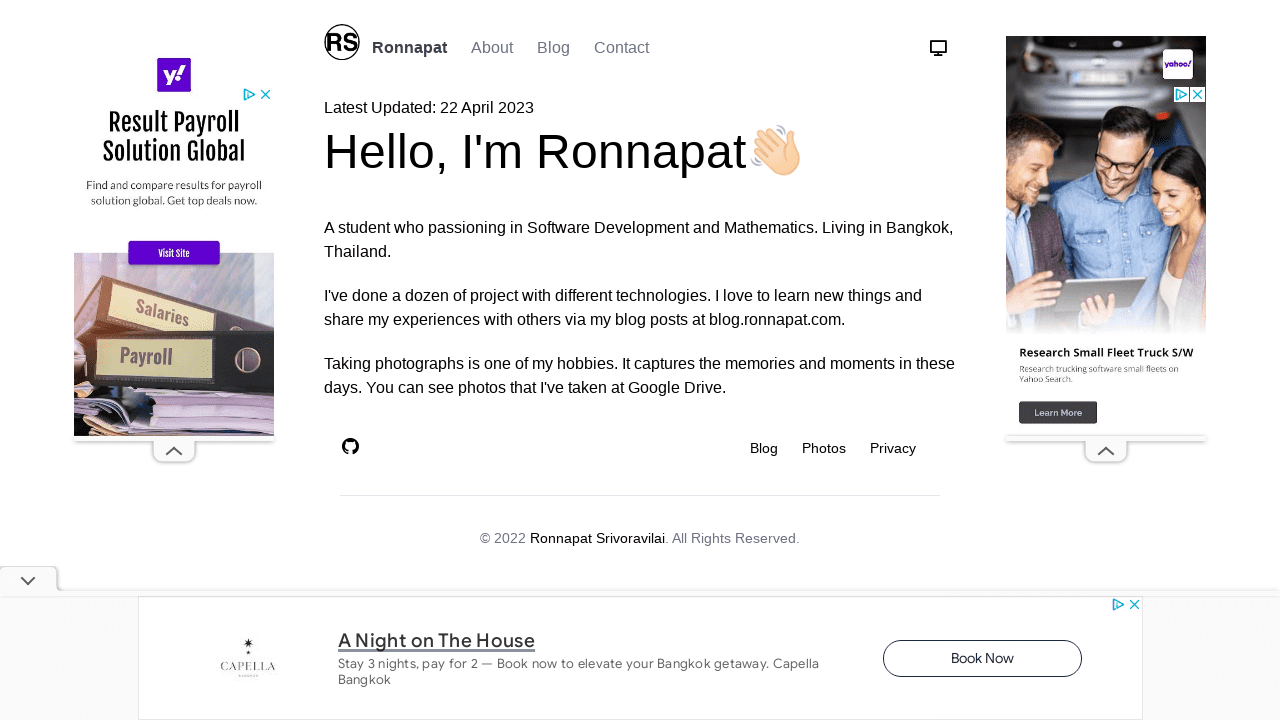 RS
Ronnapat
About
Blog
Contact
Latest Updated: 22 April 2023
Hello, I'm Ronnapat
A student who passioning in Software Development and Mathematics. Living in Bangkok,
Thailand.
I've done a dozen of project with different technologies. I love to learn new things and
share my experiences with others via my blog posts at blog.ronnapat.com.
Taking photographs is one of my hobbies. It captures the memories and moments in these
days. You can see photos that I've taken at Google Drive.
Blog
Photos
Privacy
© 2022 Ronnapat Srivoravilai. All Rights Reserved.
y!
Result Payroll
Solution Global
Find and compare results for payroll
solution global. Get top deals now.
Visit Site
Salaries
Payroll
yahoo!
Research Small Fleet Truck S/W
Research trucking software small fleets on
Yahoo Search.
Learn More
CAPELLA
BANGKOK
A Night on The House
Stay 3 nights, pay for 2 — Book now to elevate your Bangkok getaway. Capella
Bangkok
Book Now